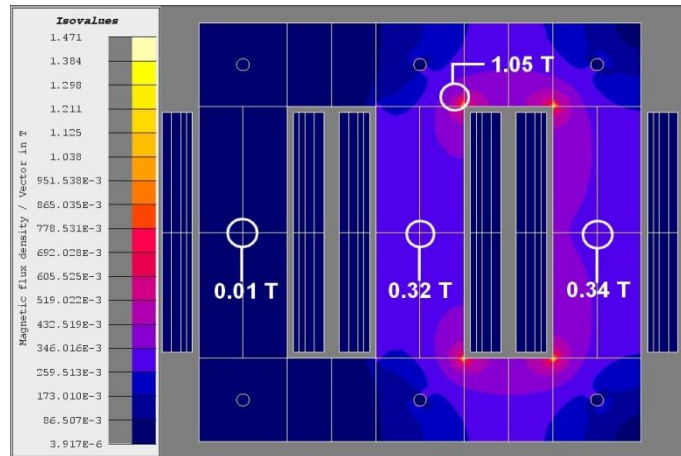 Isovalues
1.471
1.384
1.298
1.211
1.125
1.038
951.538E-3
865.035E-3
778.531E-3
692.028E-3
605.525E-3
519.022E-3
432.519E-3
346.016E-3
259.513E-3
173.010E-3
86.507E-3
3.917E-6
Magnetic flux density / Vector in T
1.05 T
0.01 T
0.32 T
0.34 T